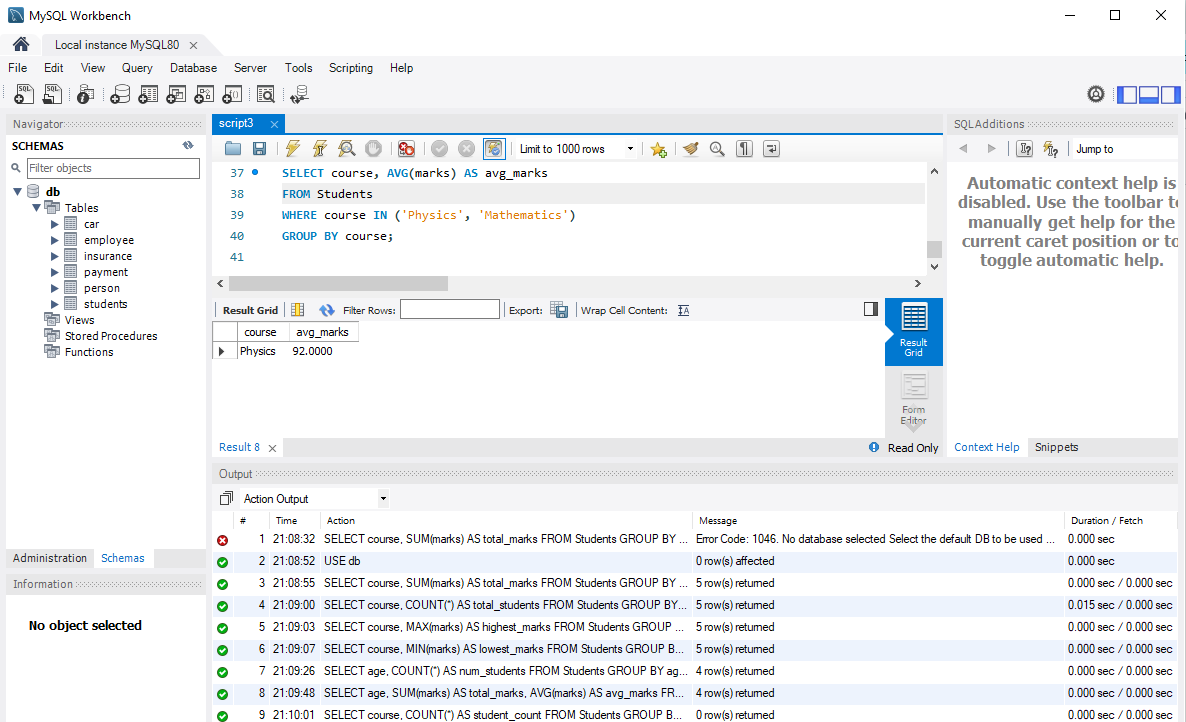 MySQL Workbench
Local instance MySQL80
File Edit View Query Database Server Tools Scripting Help
Navigator
SCHEMAS
Filter objects
db
Tables
car
employee
insurance
payment
person
students
Views
Stored Procedures
Functions
Administration Schemas
Information
No object selected
script3
Limit to 1000 rows
37 SELECT course, AVG(marks) AS avg_marks
38 FROM Students
39 WHERE course IN ('Physics', 'Mathematics')
40 GROUP BY course;
41
Result Grid Filter Rows: Export: Wrap Cell Content:
course avg_marks
Physics 92.0000
Result Grid
Form Editor
Result 8 Read Only
SQLAdditions
Jump to
Automatic context help is
disabled. Use the toolbar to
manually get help for the
current caret position or to
toggle automatic help.
Context Help Snippets
Output
Action Output
# Time Action Message Duration / Fetch
1 21:08:32 SELECT course, SUM(marks) AS total_marks FROM Students GROUP BY ... Error Code: 1046. No database selected Select the default DB to be used ... 0.000 sec
2 21:08:52 USE db 0 row(s) affected 0.000 sec
3 21:08:55 SELECT course, SUM(marks) AS total_marks FROM Students GROUP BY ... 5 row(s) returned 0.000 sec / 0.000 sec
4 21:09:00 SELECT course, COUNT(*) AS total_students FROM Students GROUP BY... 5 row(s) returned 0.015 sec / 0.000 sec
5 21:09:03 SELECT course, MAX(marks) AS highest_marks FROM Students GROUP ... 5 row(s) returned 0.000 sec / 0.000 sec
6 21:09:07 SELECT course, MIN(marks) AS lowest_marks FROM Students GROUP B... 5 row(s) returned 0.000 sec / 0.000 sec
7 21:09:26 SELECT age, COUNT(*) AS num_students FROM Students GROUP BY ag... 4 row(s) returned 0.000 sec / 0.000 sec
8 21:09:48 SELECT age, SUM(marks) AS total_marks, AVG(marks) AS avg_marks FR... 4 row(s) returned 0.000 sec / 0.000 sec
9 21:10:01 SELECT course, COUNT(*) AS student_count FROM Students GROUP B... 0 row(s) returned 0.000 sec / 0.000 sec